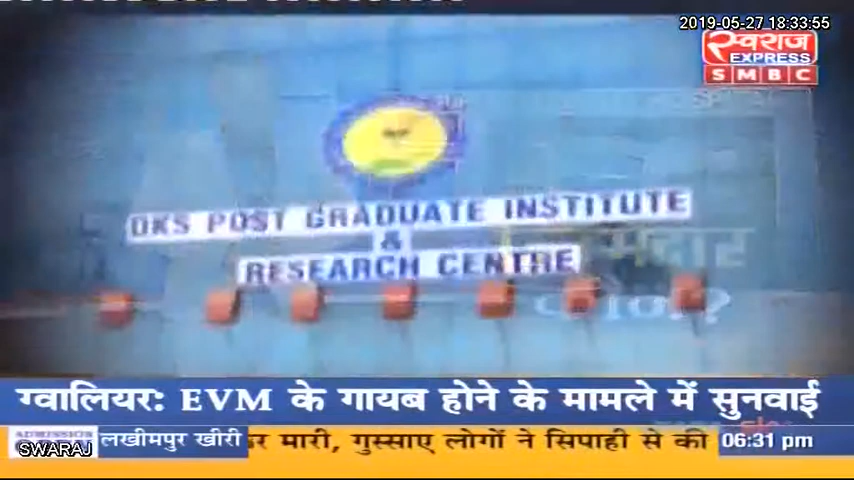 2019-05-27 18:33:55
स्वराज
EXPRESS
SMBC
DKS POST GRADUATE INSTITUTE
&
RESEARCH CENTRE
कौन?
ग्वालियर: EVM के गायब होने के मामले में सुनवाई
ADMISSION
SWARAJ
लखीमपुर खीरी
मारी, गुस्साए लोगों ने सिपाही से की
06:31 pm